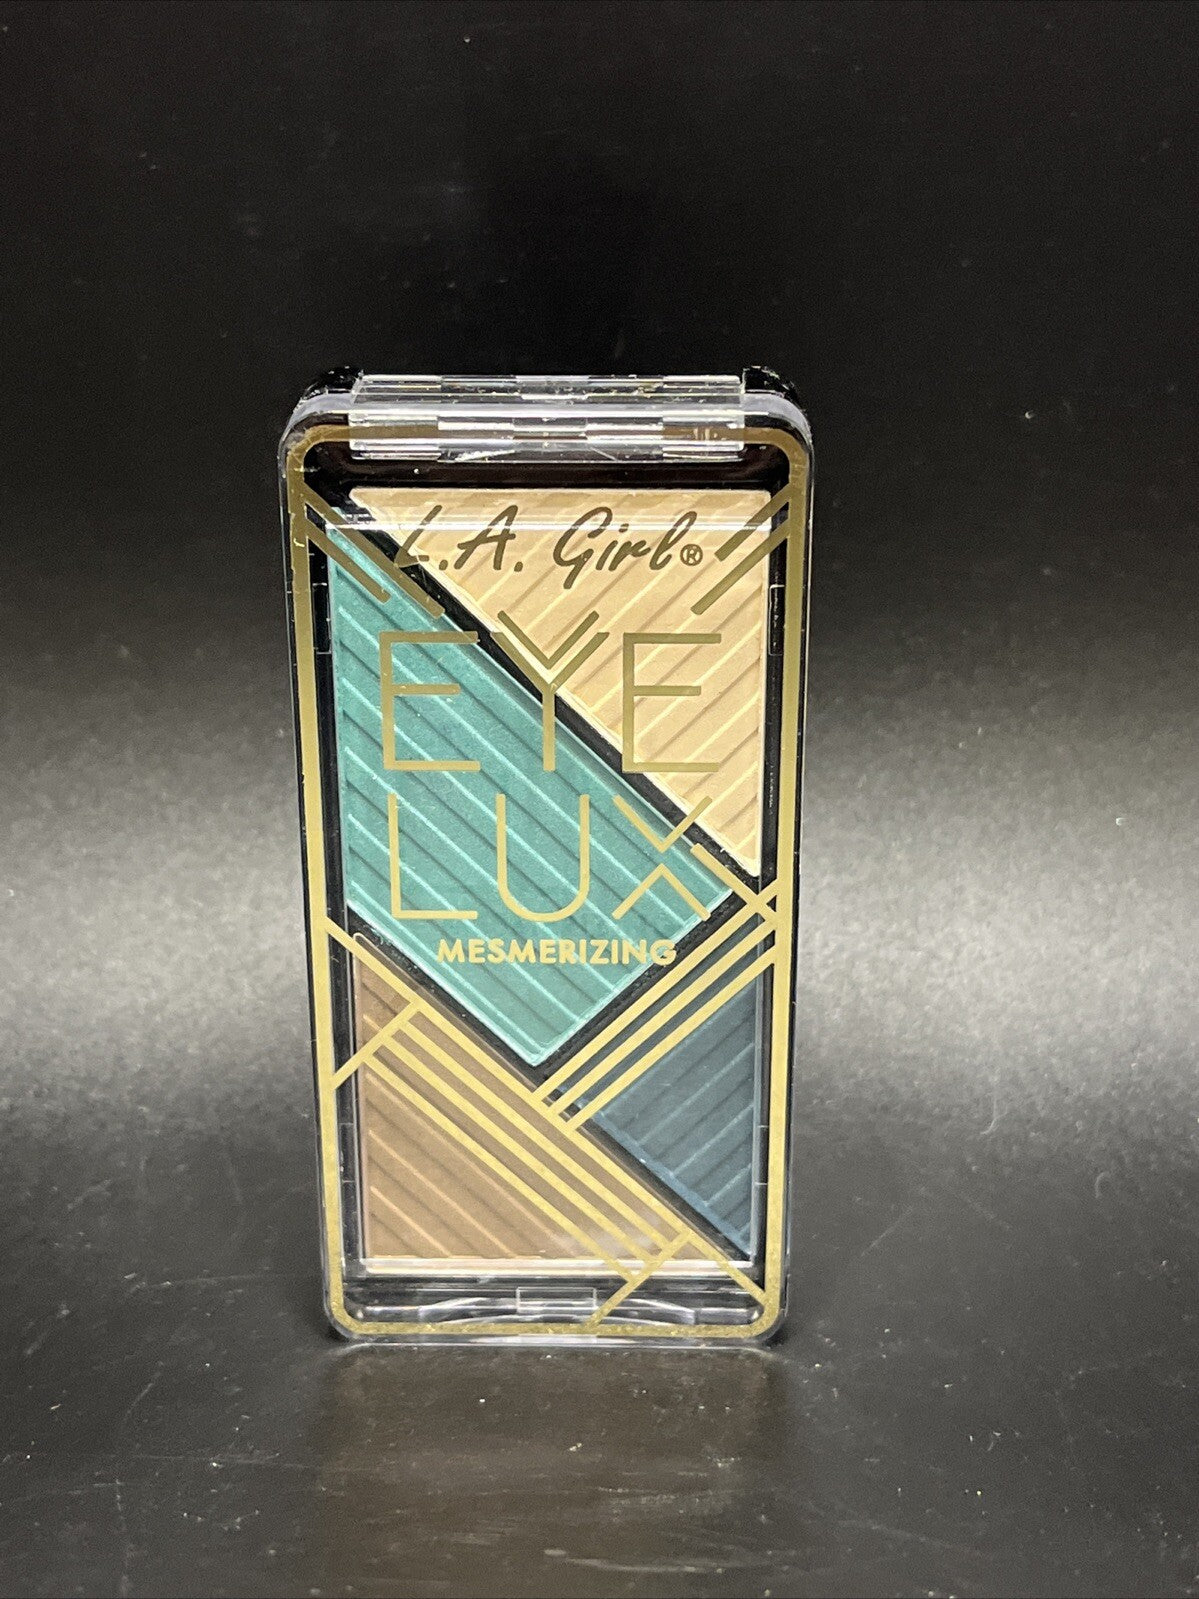 L.A. Girl®
EYE
LUX
MESMERIZING